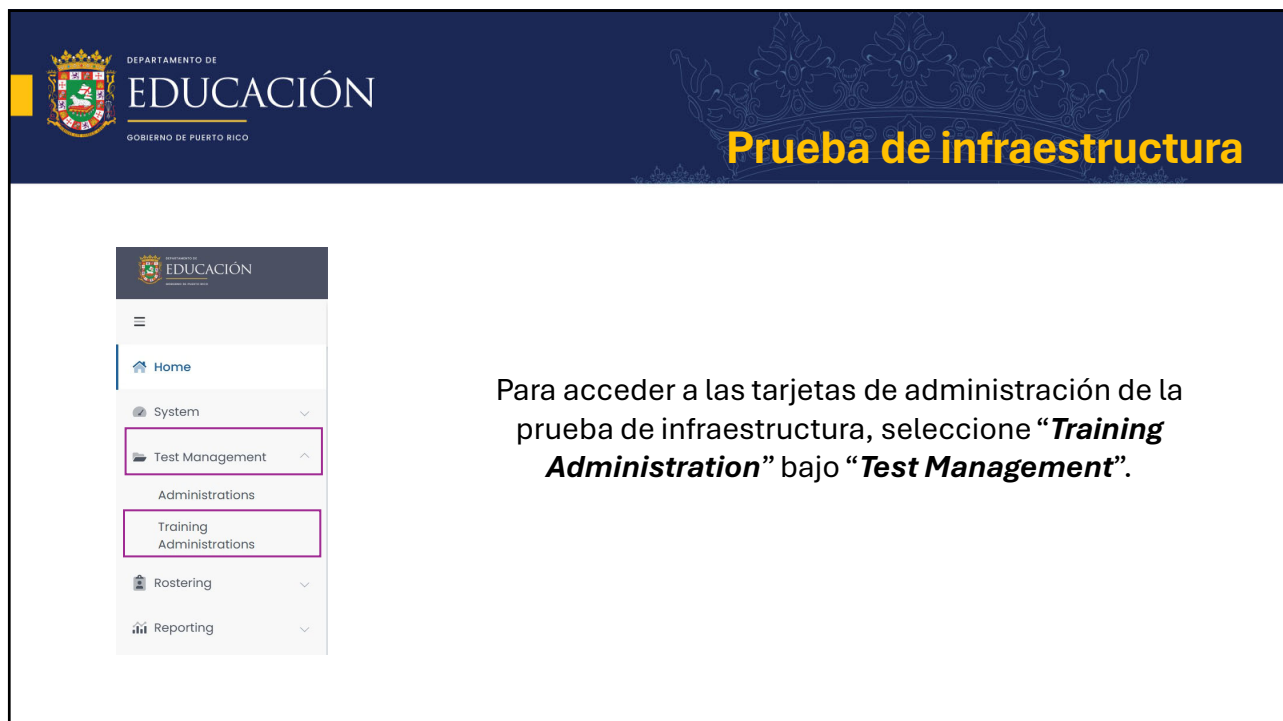 DEPARTAMENTO DE
EDUCACIÓN
GOBIERNO DE PUERTO RICO
Prueba de infraestructura
EDUCACIÓN
Home
System
Test Management
Administrations
Training
Administrations
Rostering
Reporting
Para acceder a las tarjetas de administración de la
prueba de infraestructura, seleccione “Training
Administration” bajo “Test Management”.